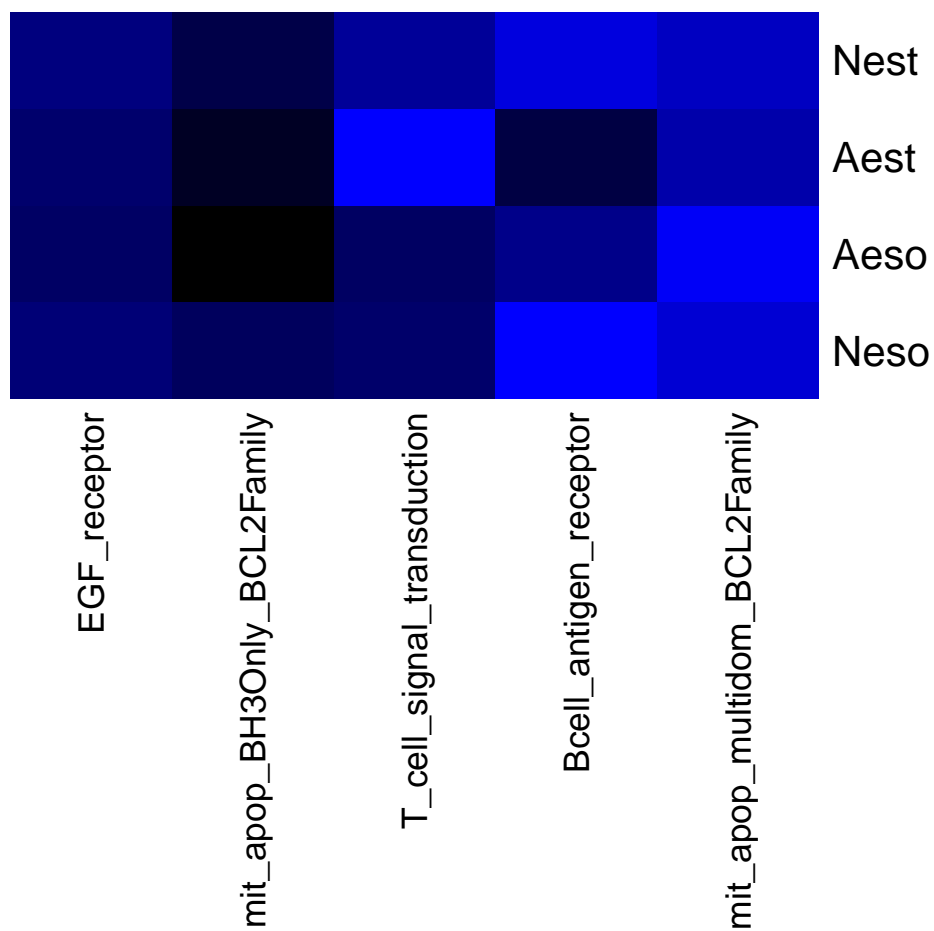 Nest
Aest
Aeso
Neso
EGF_receptor
mit_apop_BH3Only_BCL2Family
T_cell_signal_transduction
Bcell_antigen_receptor
mit_apop_multidom_BCL2Family